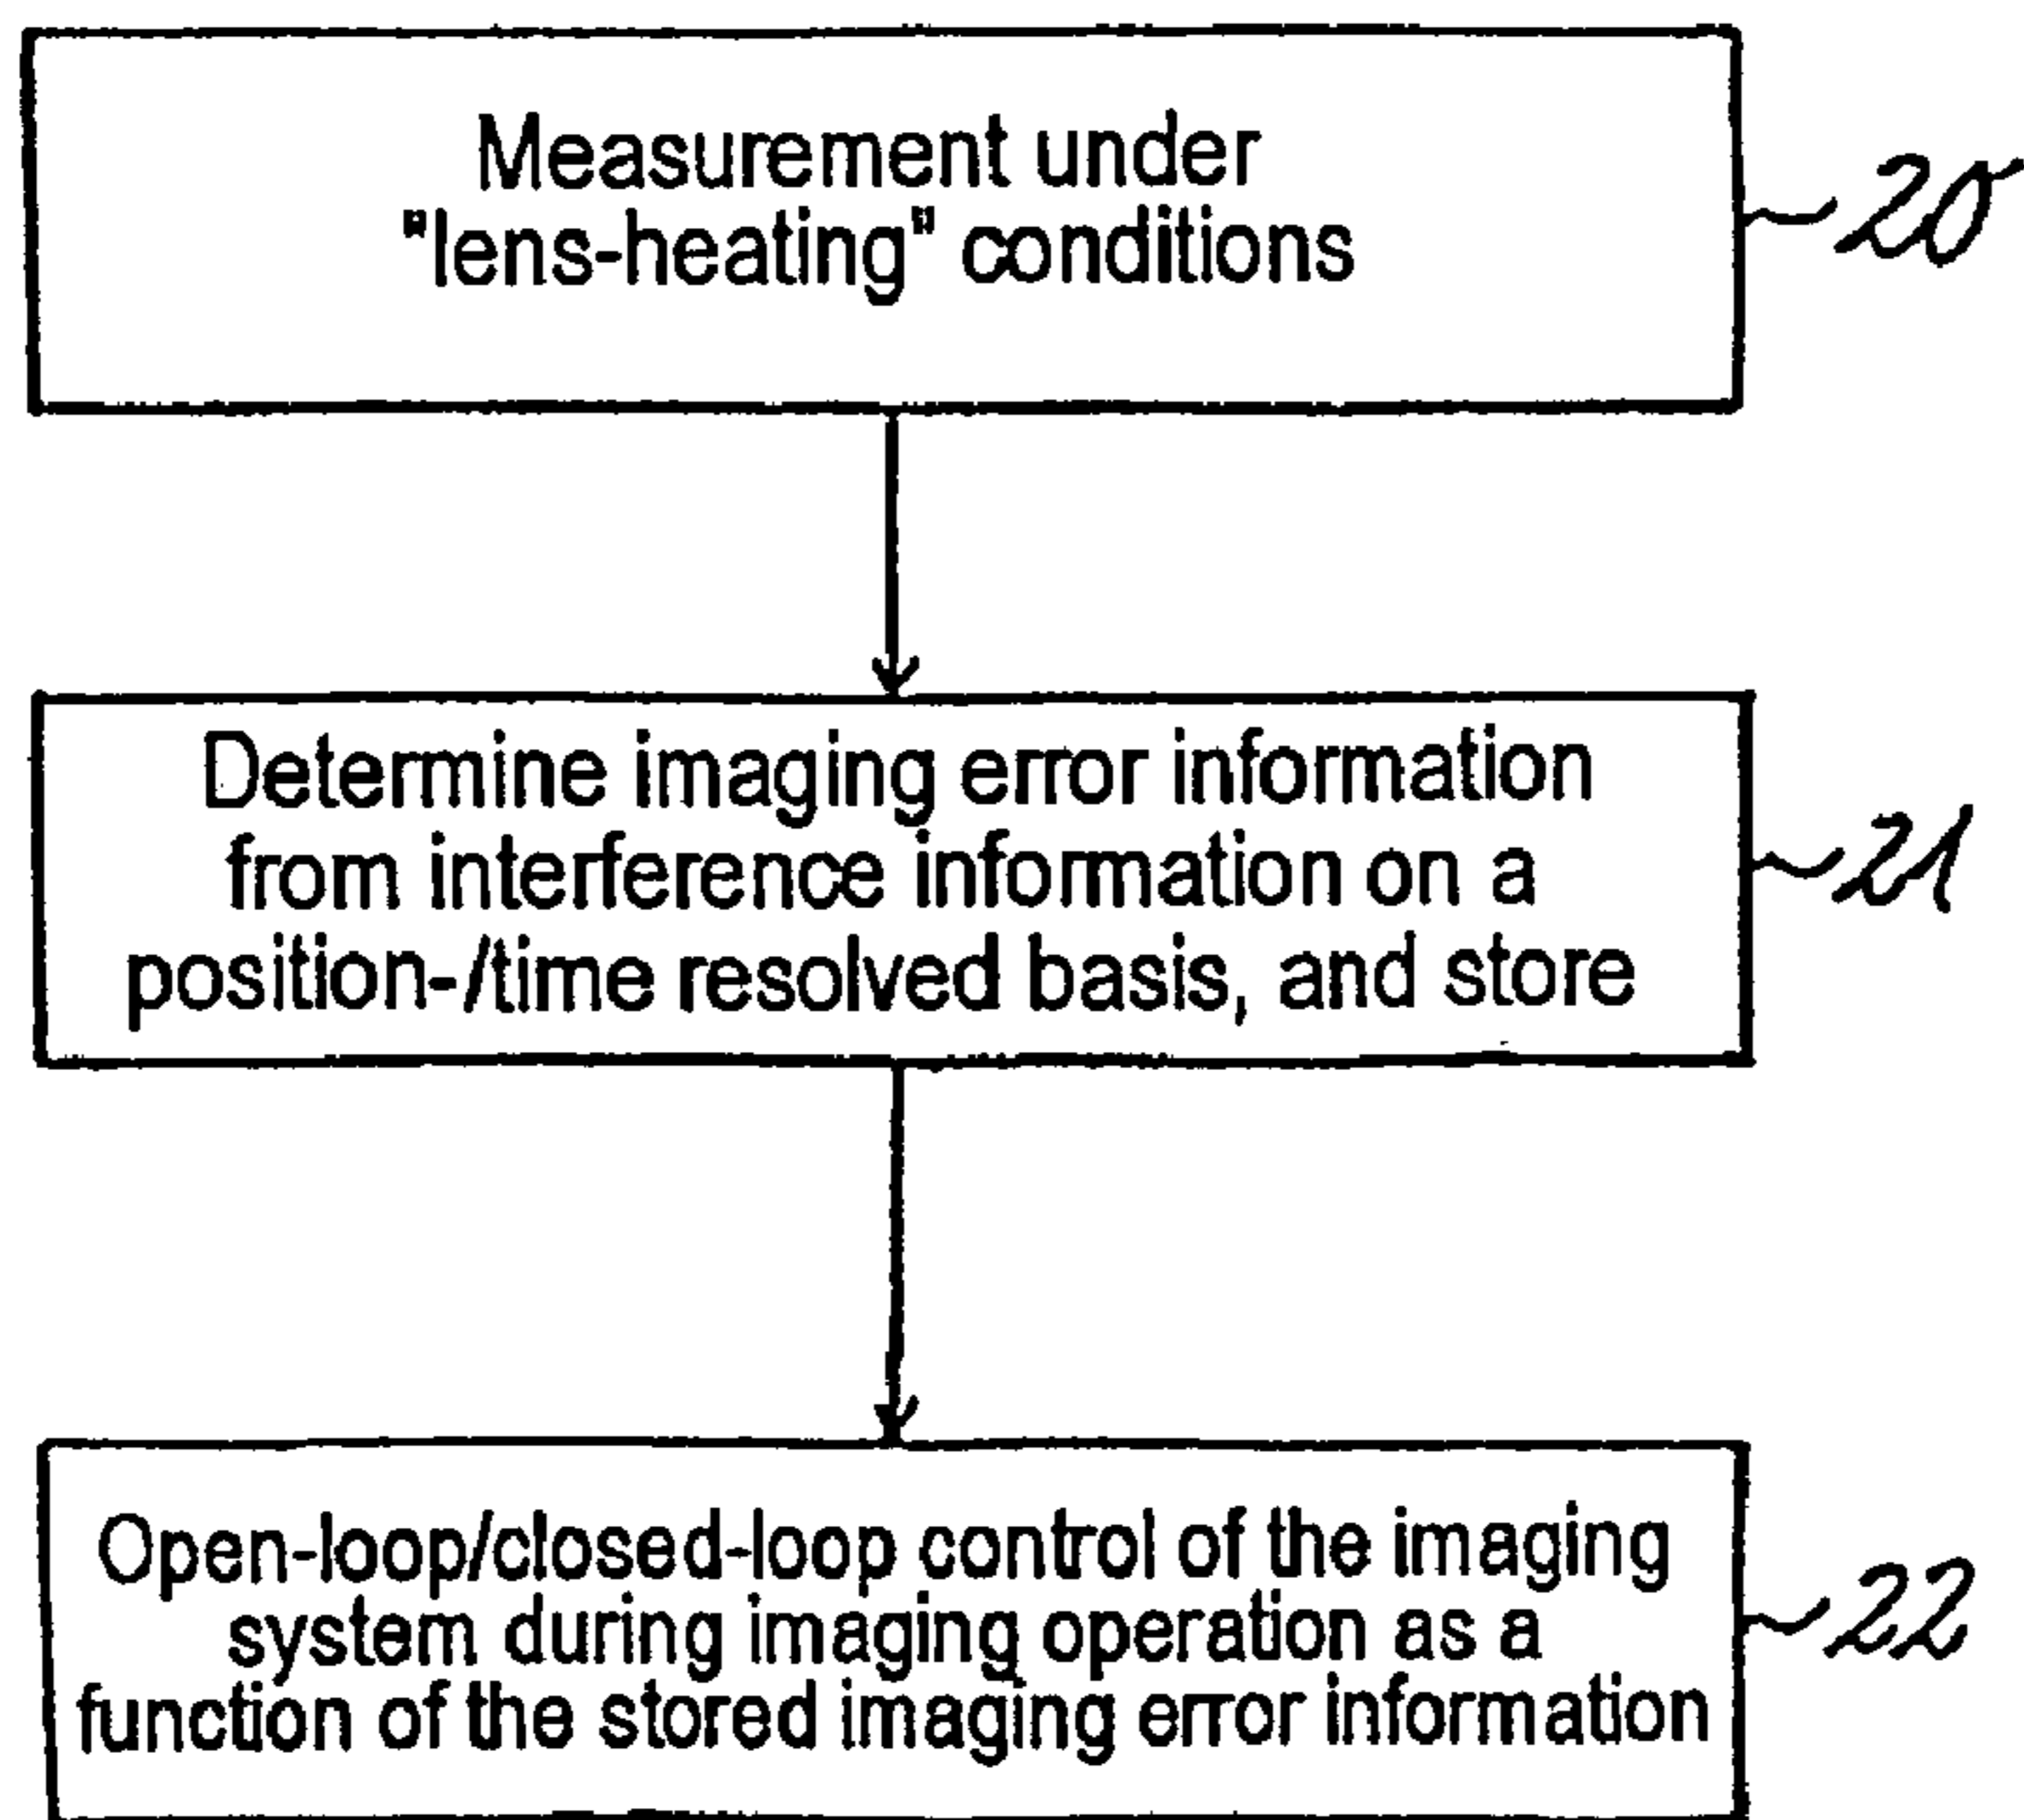 Measurement under
"lens-heating" conditions
20
Determine imaging error information
from interference information on a
position-/time resolved basis, and store
21
Open-loop/closed-loop control of the imaging
system during imaging operation as a
function of the stored imaging error information
22